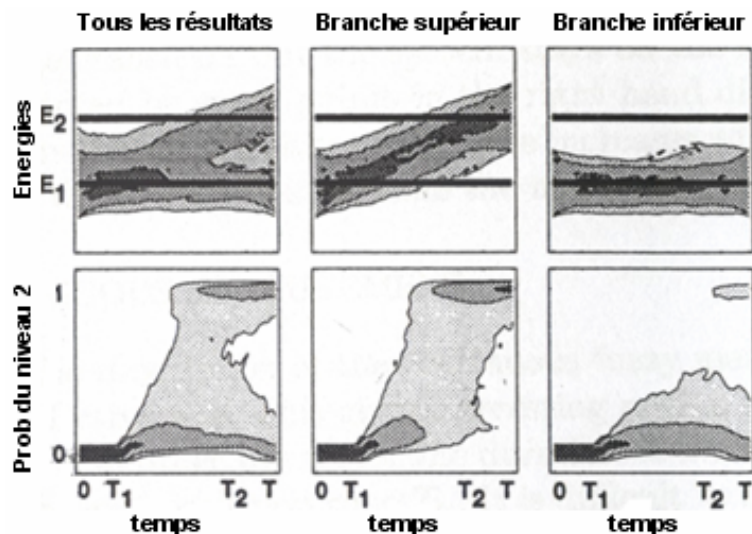 Tous les résultats
Branche supérieur
Branche inférieur
Energies
E2
E1
Prob du niveau 2
1
0
0 T1 T2 T
0 T1 T2 T
0 T1 T2 T
temps
temps
temps